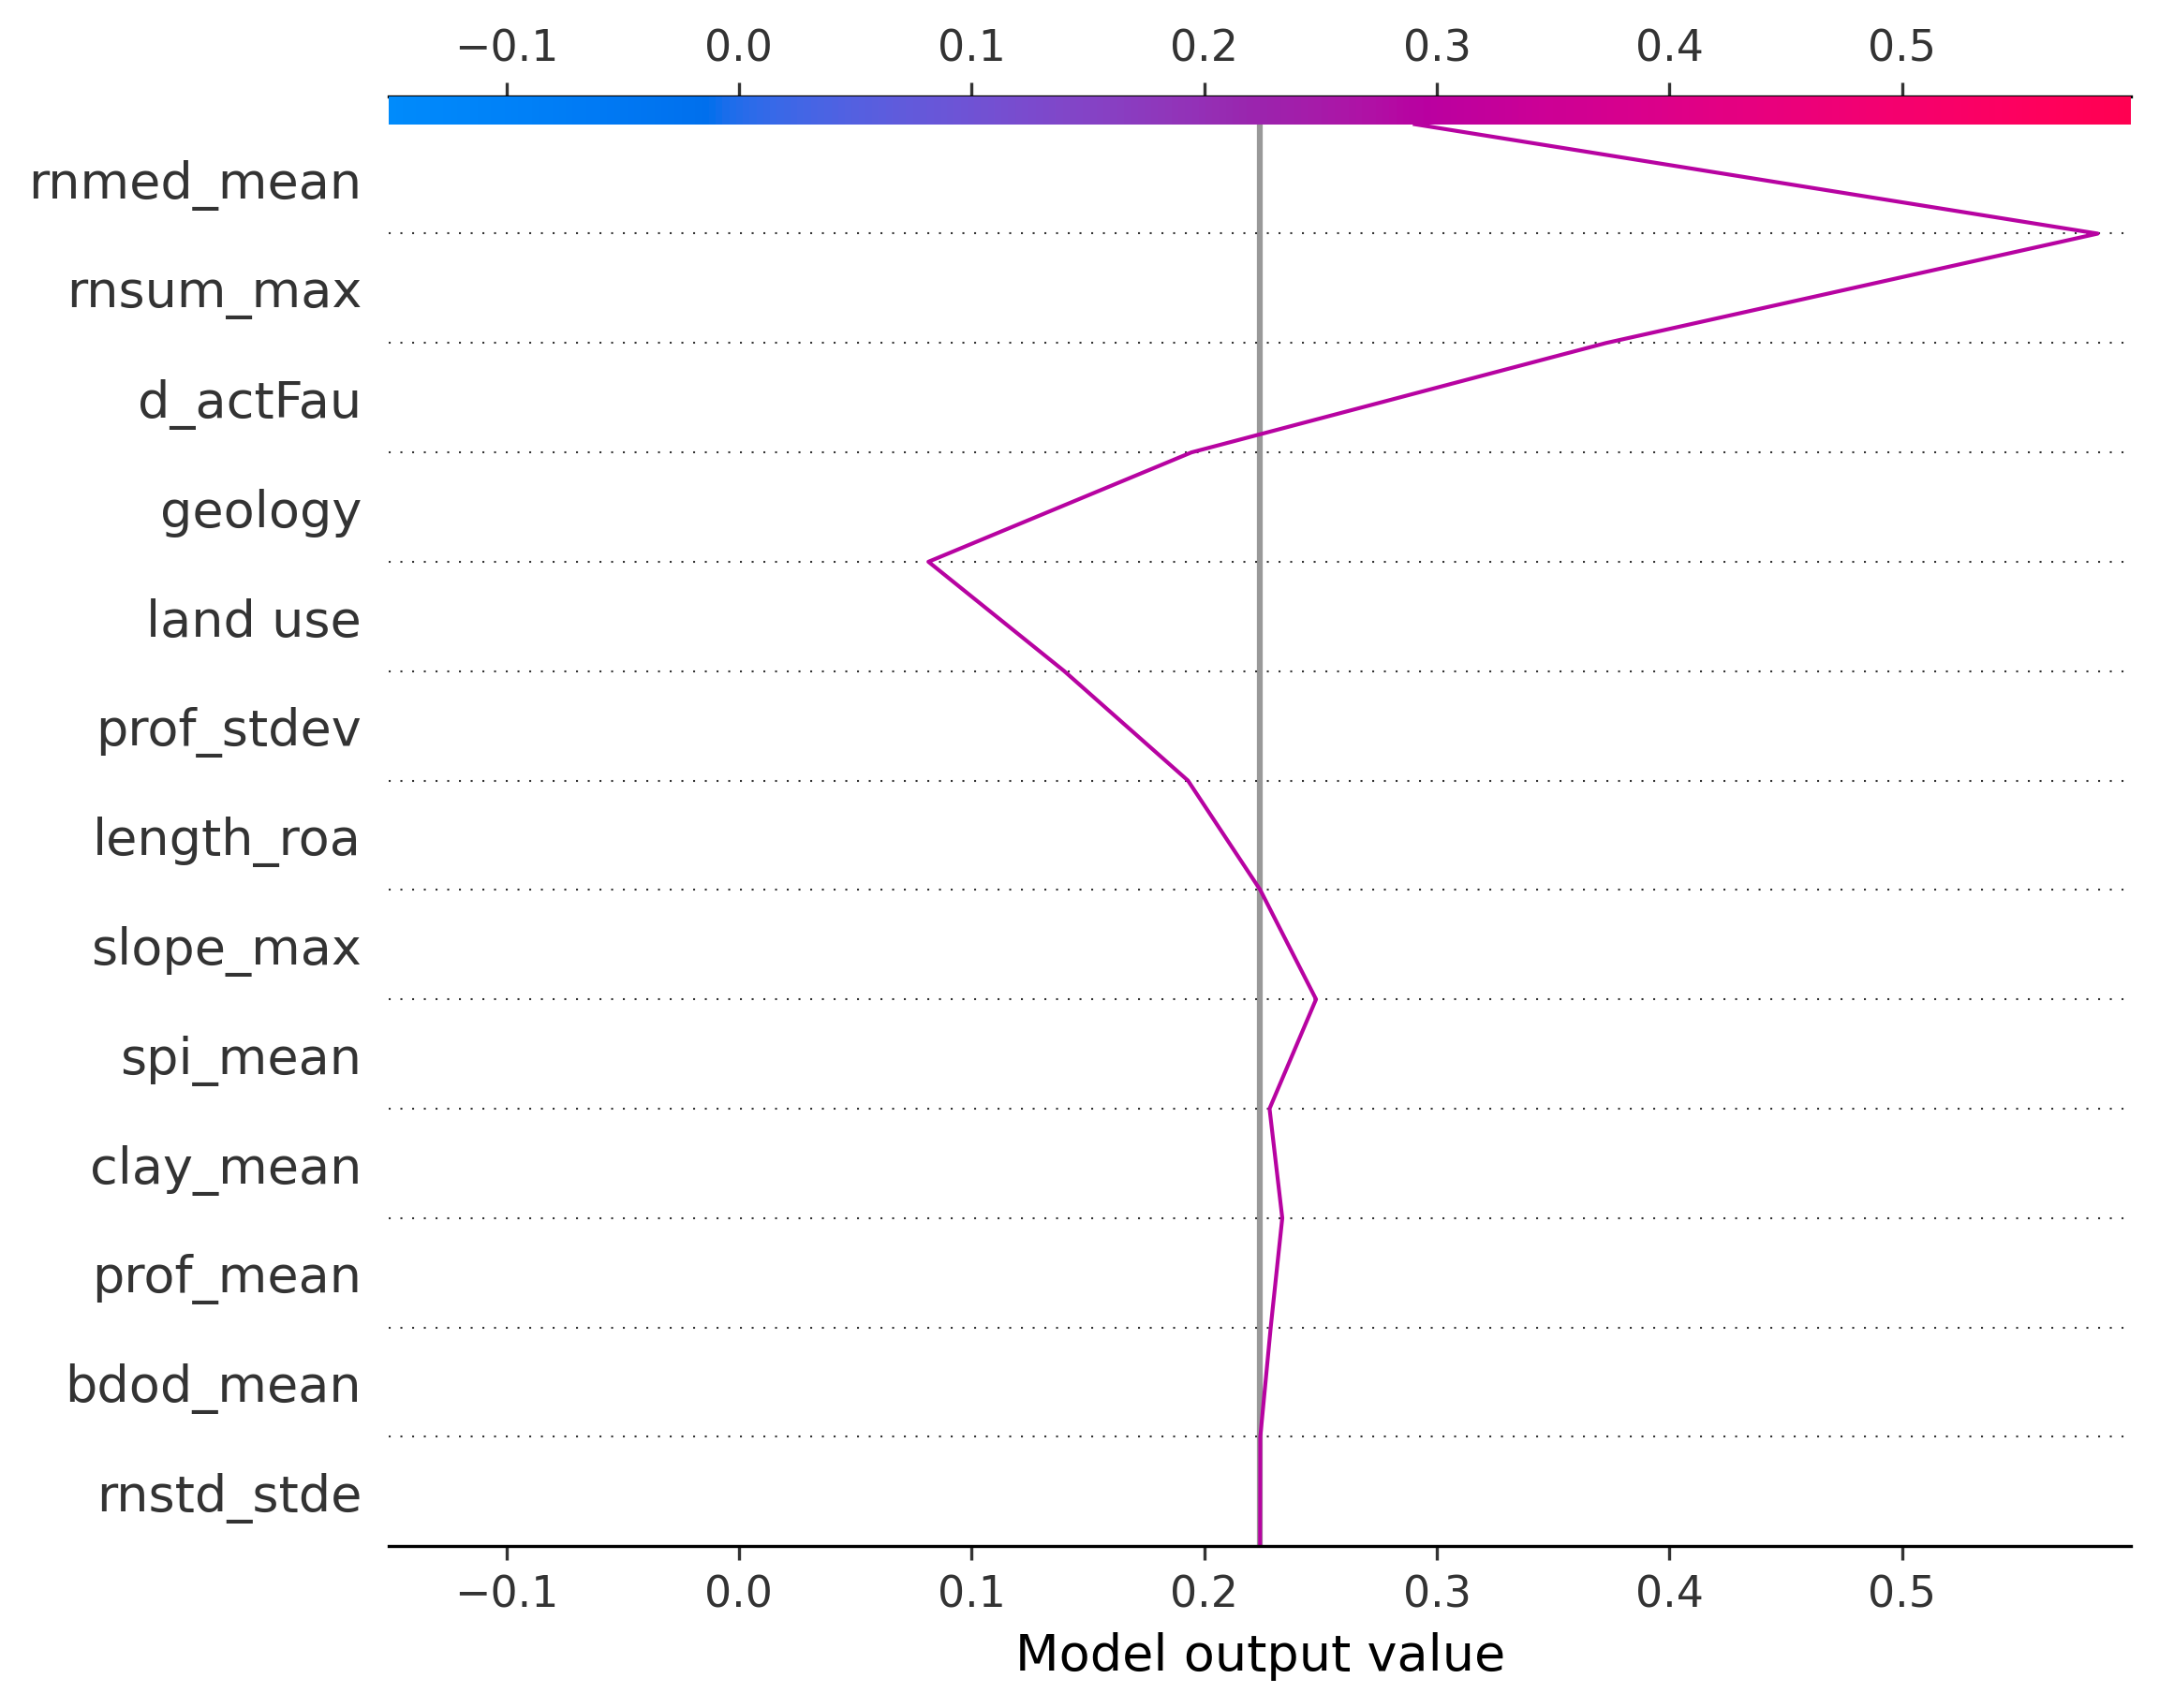 −0.1 0.0 0.1 0.2 0.3 0.4 0.5
rnmed_mean
rnsum_max
d_actFau
geology
land use
prof_stdev
length_roa
slope_max
spi_mean
clay_mean
prof_mean
bdod_mean
rnstd_stde
−0.1 0.0 0.1 0.2 0.3 0.4 0.5
Model output value